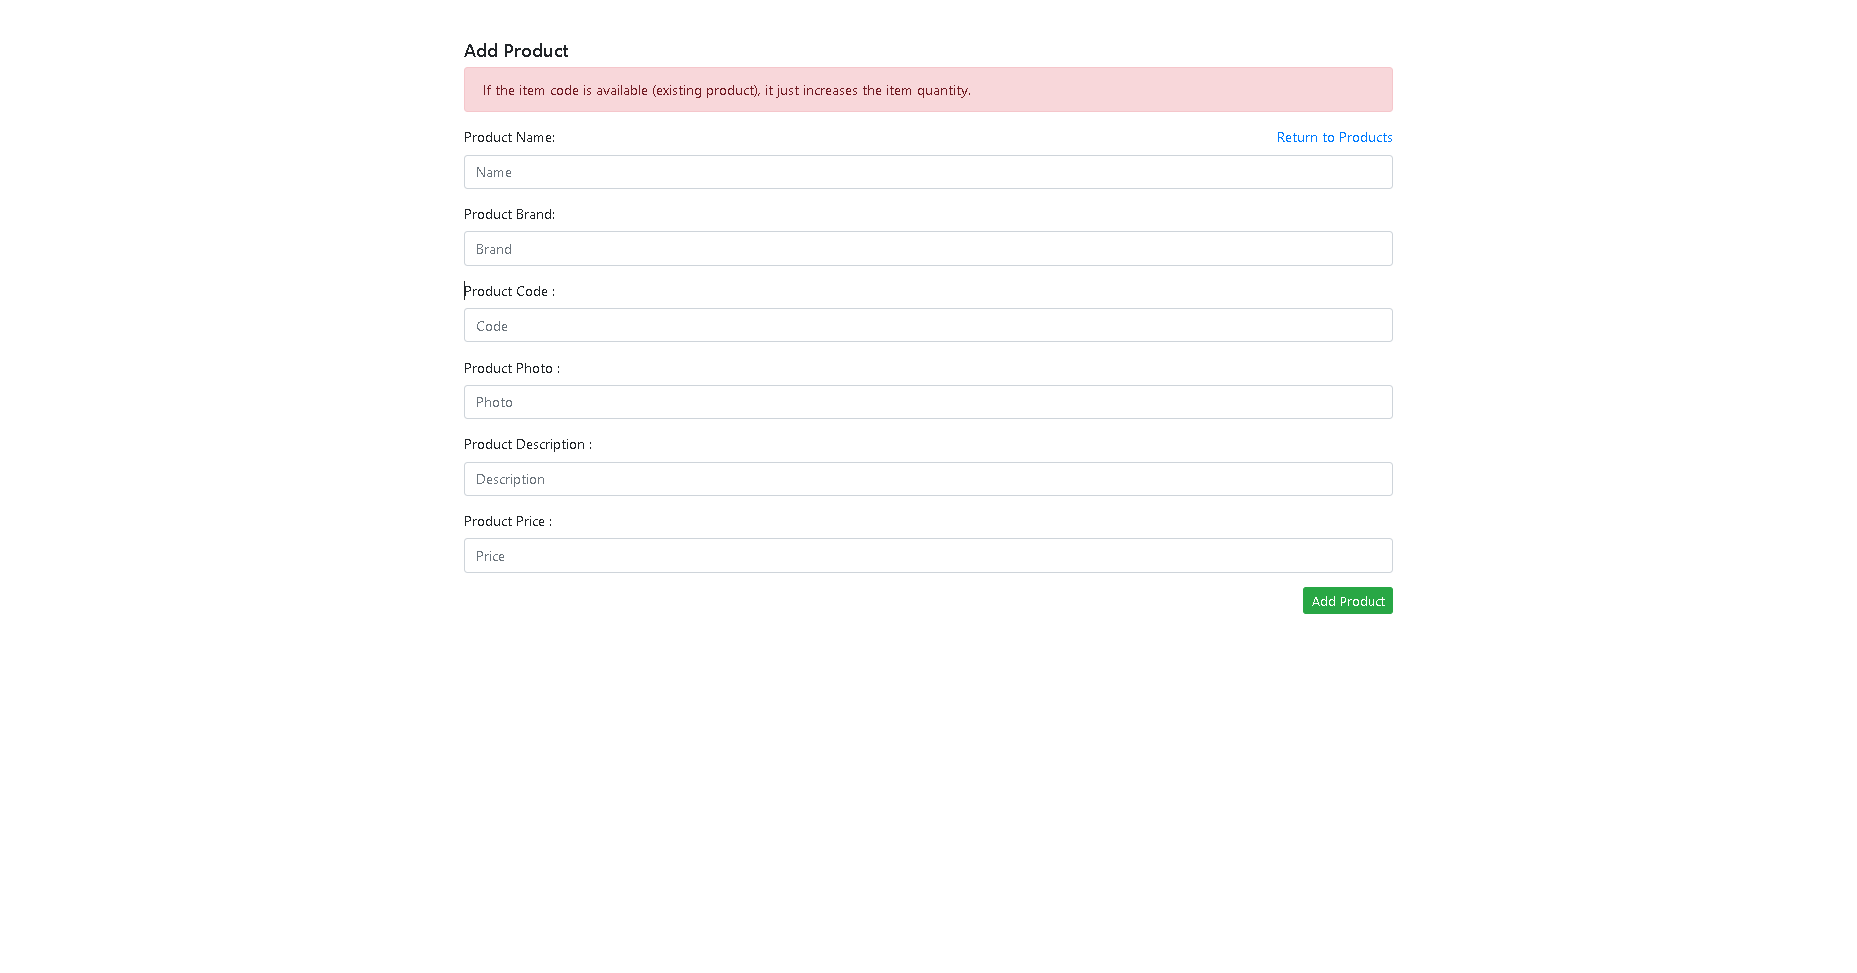 Add Product
If the item code is available (existing product), it just increases the item quantity.
Product Name:
Return to Products
Name
Product Brand:
Brand
Product Code :
Code
Product Photo :
Photo
Product Description :
Description
Product Price :
Price
Add Product